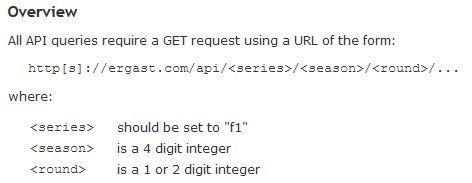 Overview
All API queries require a GET request using a URL of the form:
http[s]://ergast.com/api/<series>/<season>/<round>/...
where:
<series> should be set to "f1"
<season> is a 4 digit integer
<round> is a 1 or 2 digit integer